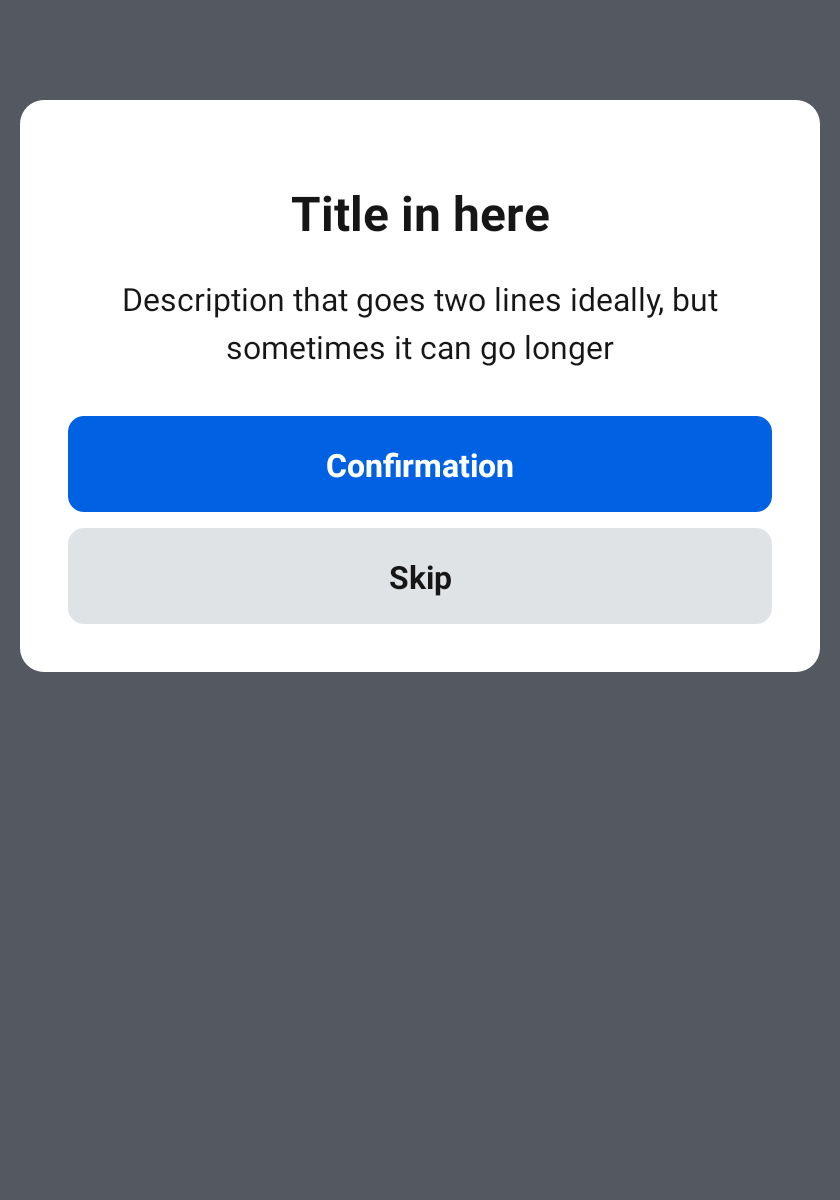 Title in here
Description that goes two lines ideally, but
sometimes it can go longer
Confirmation
Skip